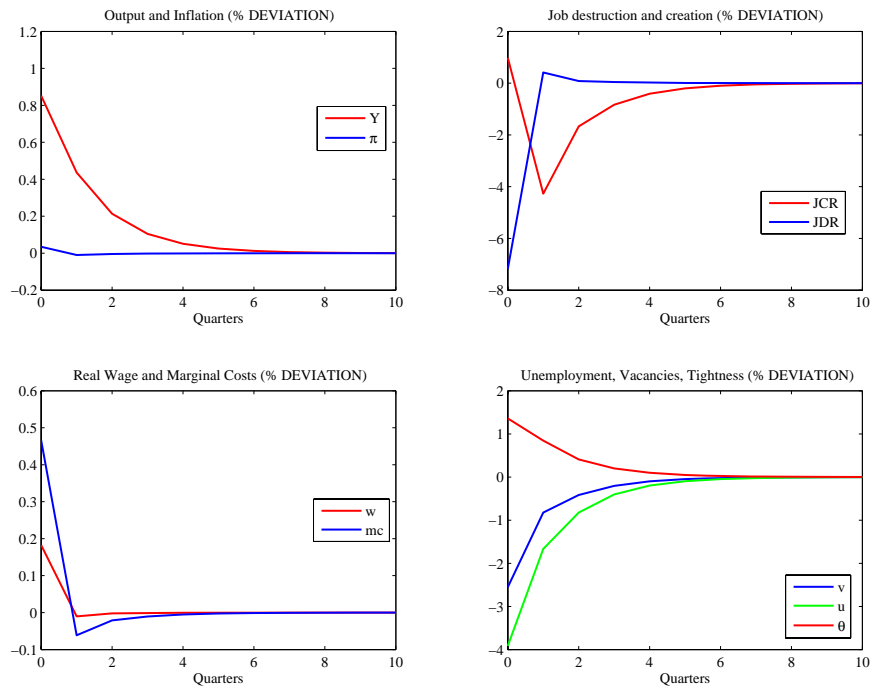 Output and Inflation (% DEVIATION)
1.2
1
0.8
0.6
0.4
0.2
0
−0.2
0 2 4 6 8 10
Quarters
Y
π
Job destruction and creation (% DEVIATION)
2
0
−2
−4
−6
−8
0 2 4 6 8 10
Quarters
JCR
JDR
Real Wage and Marginal Costs (% DEVIATION)
0.6
0.5
0.4
0.3
0.2
0.1
0
−0.1
0 2 4 6 8 10
Quarters
w
mc
Unemployment, Vacancies, Tightness (% DEVIATION)
2
1
0
−1
−2
−3
−4
0 2 4 6 8 10
Quarters
v
u
θ